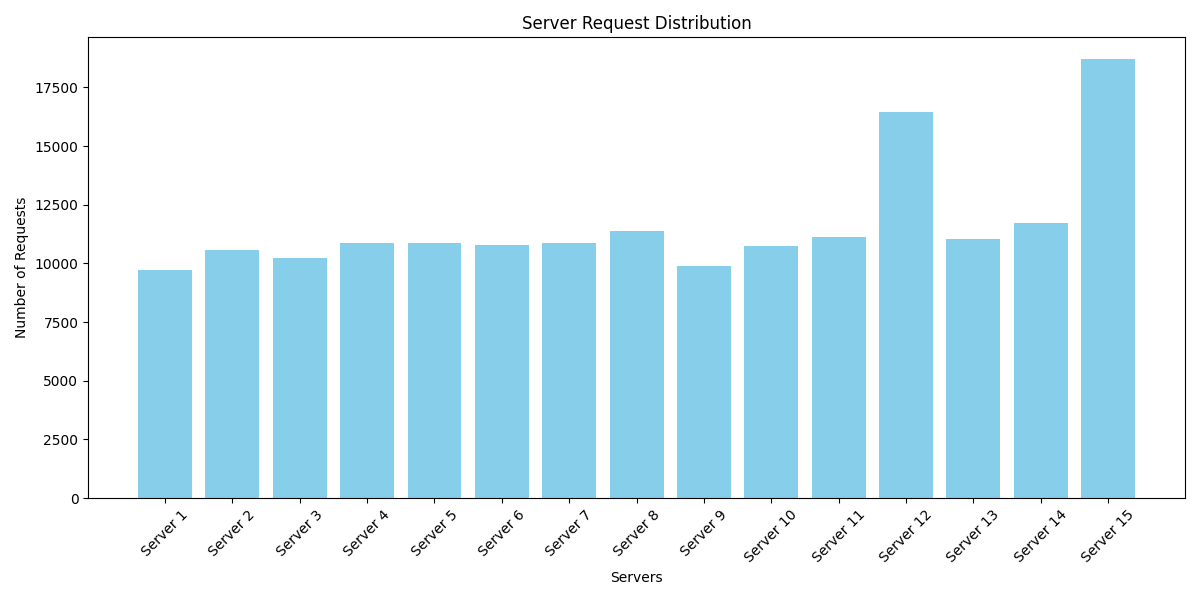 Server Request Distribution
Number of Requests
17500
15000
12500
10000
7500
5000
2500
0
Server 1
Server 2
Server 3
Server 4
Server 5
Server 6
Server 7
Server 8
Server 9
Server 10
Server 11
Server 12
Server 13
Server 14
Server 15
Servers